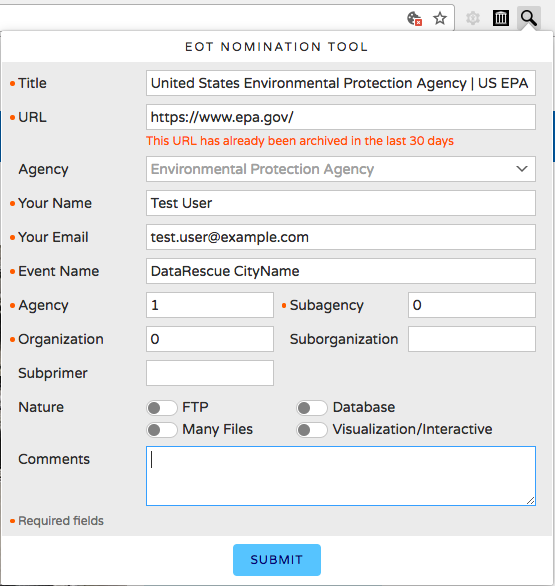 EOT NOMINATION TOOL
Title United States Environmental Protection Agency | US EPA
URL https://www.epa.gov/
This URL has already been archived in the last 30 days
Agency Environmental Protection Agency
Your Name Test User
Your Email test.user@example.com
Event Name DataRescue CityName
Agency 1 Subagency 0
Organization 0 Suborganization
Subprimer
Nature FTP Database
Many Files Visualization/Interactive
Comments
Required fields
SUBMIT